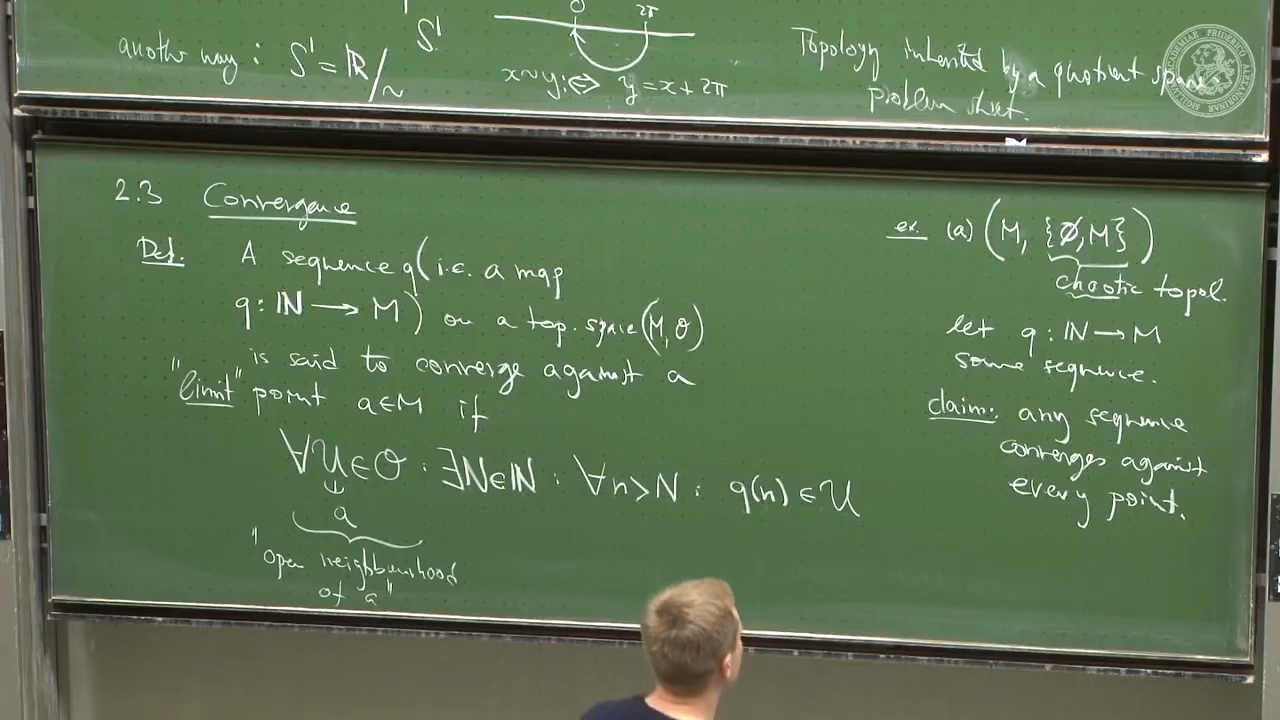 S¹
0 2π
another way : S¹ = ℝ/~
x~y :⇔ y = x + 2π
Topology inherited by a quotient space
problem sheet.
2.3 Convergence
Def. A sequence q (i.e. a map
q : ℕ → M) on a top. space (M, O)
is said to converge against a
"limit" point a ∈ M if
∀ U ∈ O : ∃ N ∈ ℕ : ∀ n > N : q(n) ∈ U
a
"open neighbourhood
of a"
ex. (a) (M, {∅, M})
chaotic topol.
let q : ℕ → M
some sequence.
claim: any sequence
converges against
every point.